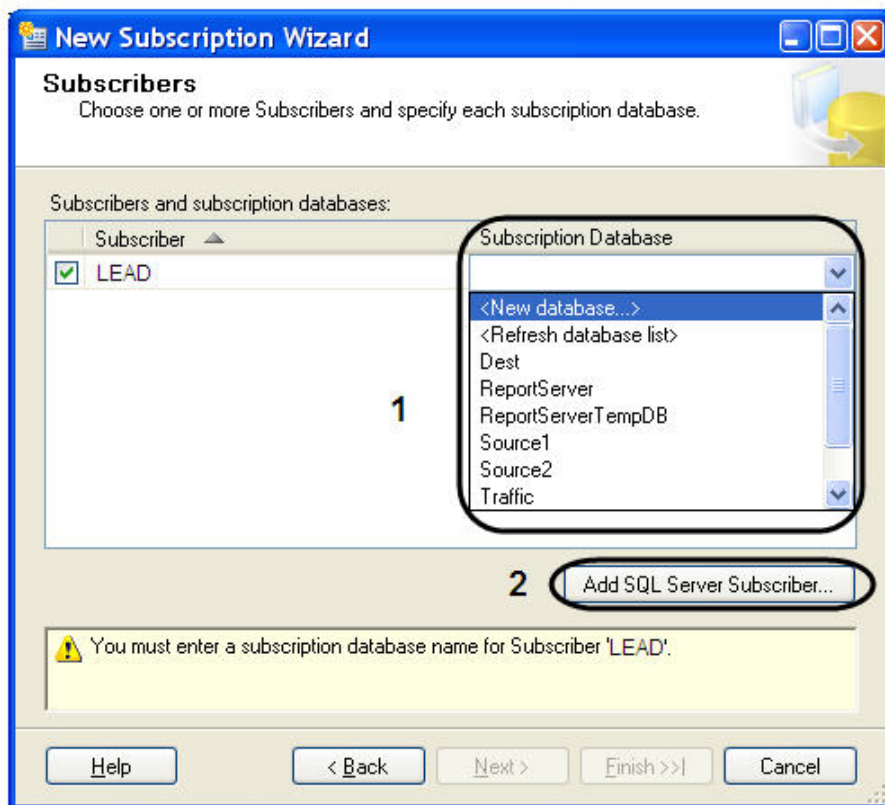 New Subscription Wizard
Subscribers
Choose one or more Subscribers and specify each subscription database.
Subscribers and subscription databases:
Subscriber
Subscription Database
LEAD
<New database...>
<Refresh database list>
Dest
ReportServer
ReportServerTempDB
Source1
Source2
Traffic
1
2
Add SQL Server Subscriber...
You must enter a subscription database name for Subscriber 'LEAD'.
Help
< Back
Next >
Finish >>|
Cancel